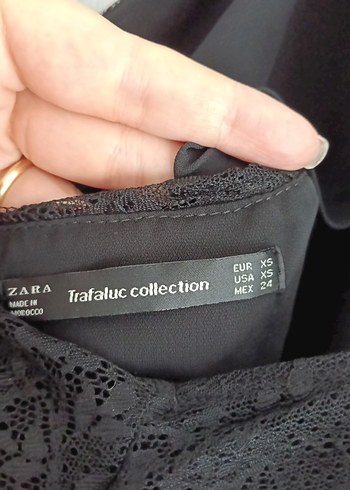 ZARA
MADE IN
MOROCCO
Trafaluc collection
EUR XS
USA XS
MEX 24